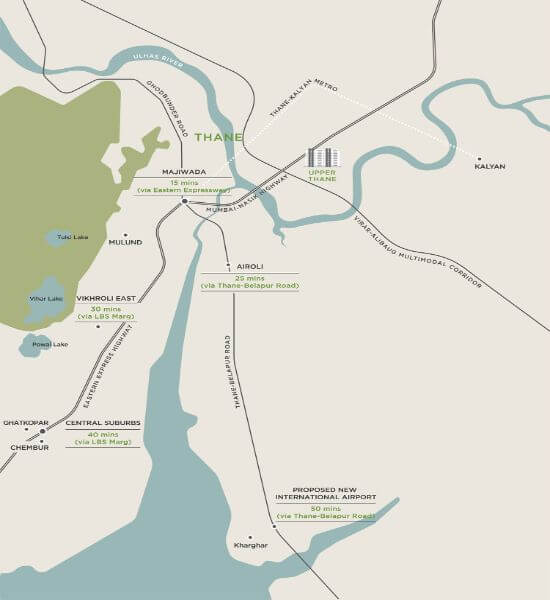 ULHAS RIVER
GHODBUNDER ROAD
THANE-KALYAN METRO
THANE
MAJIWADA
15 mins
(via Eastern Expressway)
UPPER
THANE
KALYAN
MUMBAI-NASIK HIGHWAY
VIRAR-ALIBAUG MULTIMODAL CORRIDOR
Tulsi Lake
MULUND
AIROLI
25 mins
(via Thane-Belapur Road)
Vihar Lake
VIKHROLI EAST
30 mins
(via LBS Marg)
Powai Lake
EASTERN EXPRESS HIGHWAY
THANE-BELAPUR ROAD
GHATKOPAR
CENTRAL SUBURBS
40 mins
(via LBS Marg)
CHEMBUR
PROPOSED NEW
INTERNATIONAL AIRPORT
50 mins
(via Thane-Belapur Road)
Kharghar